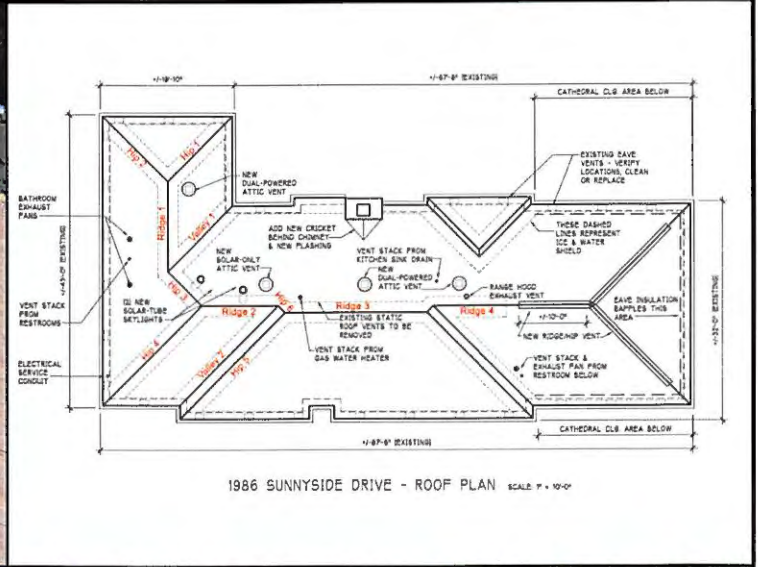 +/-19'-10"
+/-67'-8" (EXISTING)
CATHEDRAL CLG AREA BELOW
EXISTING EAVE
VENTS - VERIFY
LOCATIONS, CLEAN
OR REPLACE
NEW
DUAL-POWERED
ATTIC VENT
Hip 2
Hip 1
BATHROOM
EXHAUST
FANS
Ridge 1
Valley 1
ADD NEW CRICKET
BEHIND CHIMNEY
& NEW FLASHING
THESE DASHED
LINES REPRESENT
ICE & WATER
SHIELD
+/-45'-0" (EXISTING)
NEW
SOLAR-ONLY
ATTIC VENT
VENT STACK FROM
KITCHEN SINK DRAIN
NEW
DUAL-POWERED
ATTIC VENT
RANGE HOOD
EXHAUST VENT
Hip 3
VENT STACK
FROM
RESTROOMS
(2) NEW
SOLAR-TUBE
SKYLIGHTS
Hip 6
Ridge 2
Ridge 3
Ridge 4
+/-10'-0"
EAVE INSULATION
BAFFLES THIS
AREA
+/-32'-0" (EXISTING)
EXISTING STATIC
ROOF VENTS TO BE
REMOVED
NEW RIDGE/HIP VENT
VENT STACK FROM
GAS WATER HEATER
Hip 4
Valley 2
Hip 5
VENT STACK &
EXHAUST FAN FROM
RESTROOM BELOW
ELECTRICAL
SERVICE
CONDUIT
CATHEDRAL CLG AREA BELOW
+/-87'-6" (EXISTING)
1986 SUNNYSIDE DRIVE - ROOF PLAN SCALE: 1" = 10'-0"